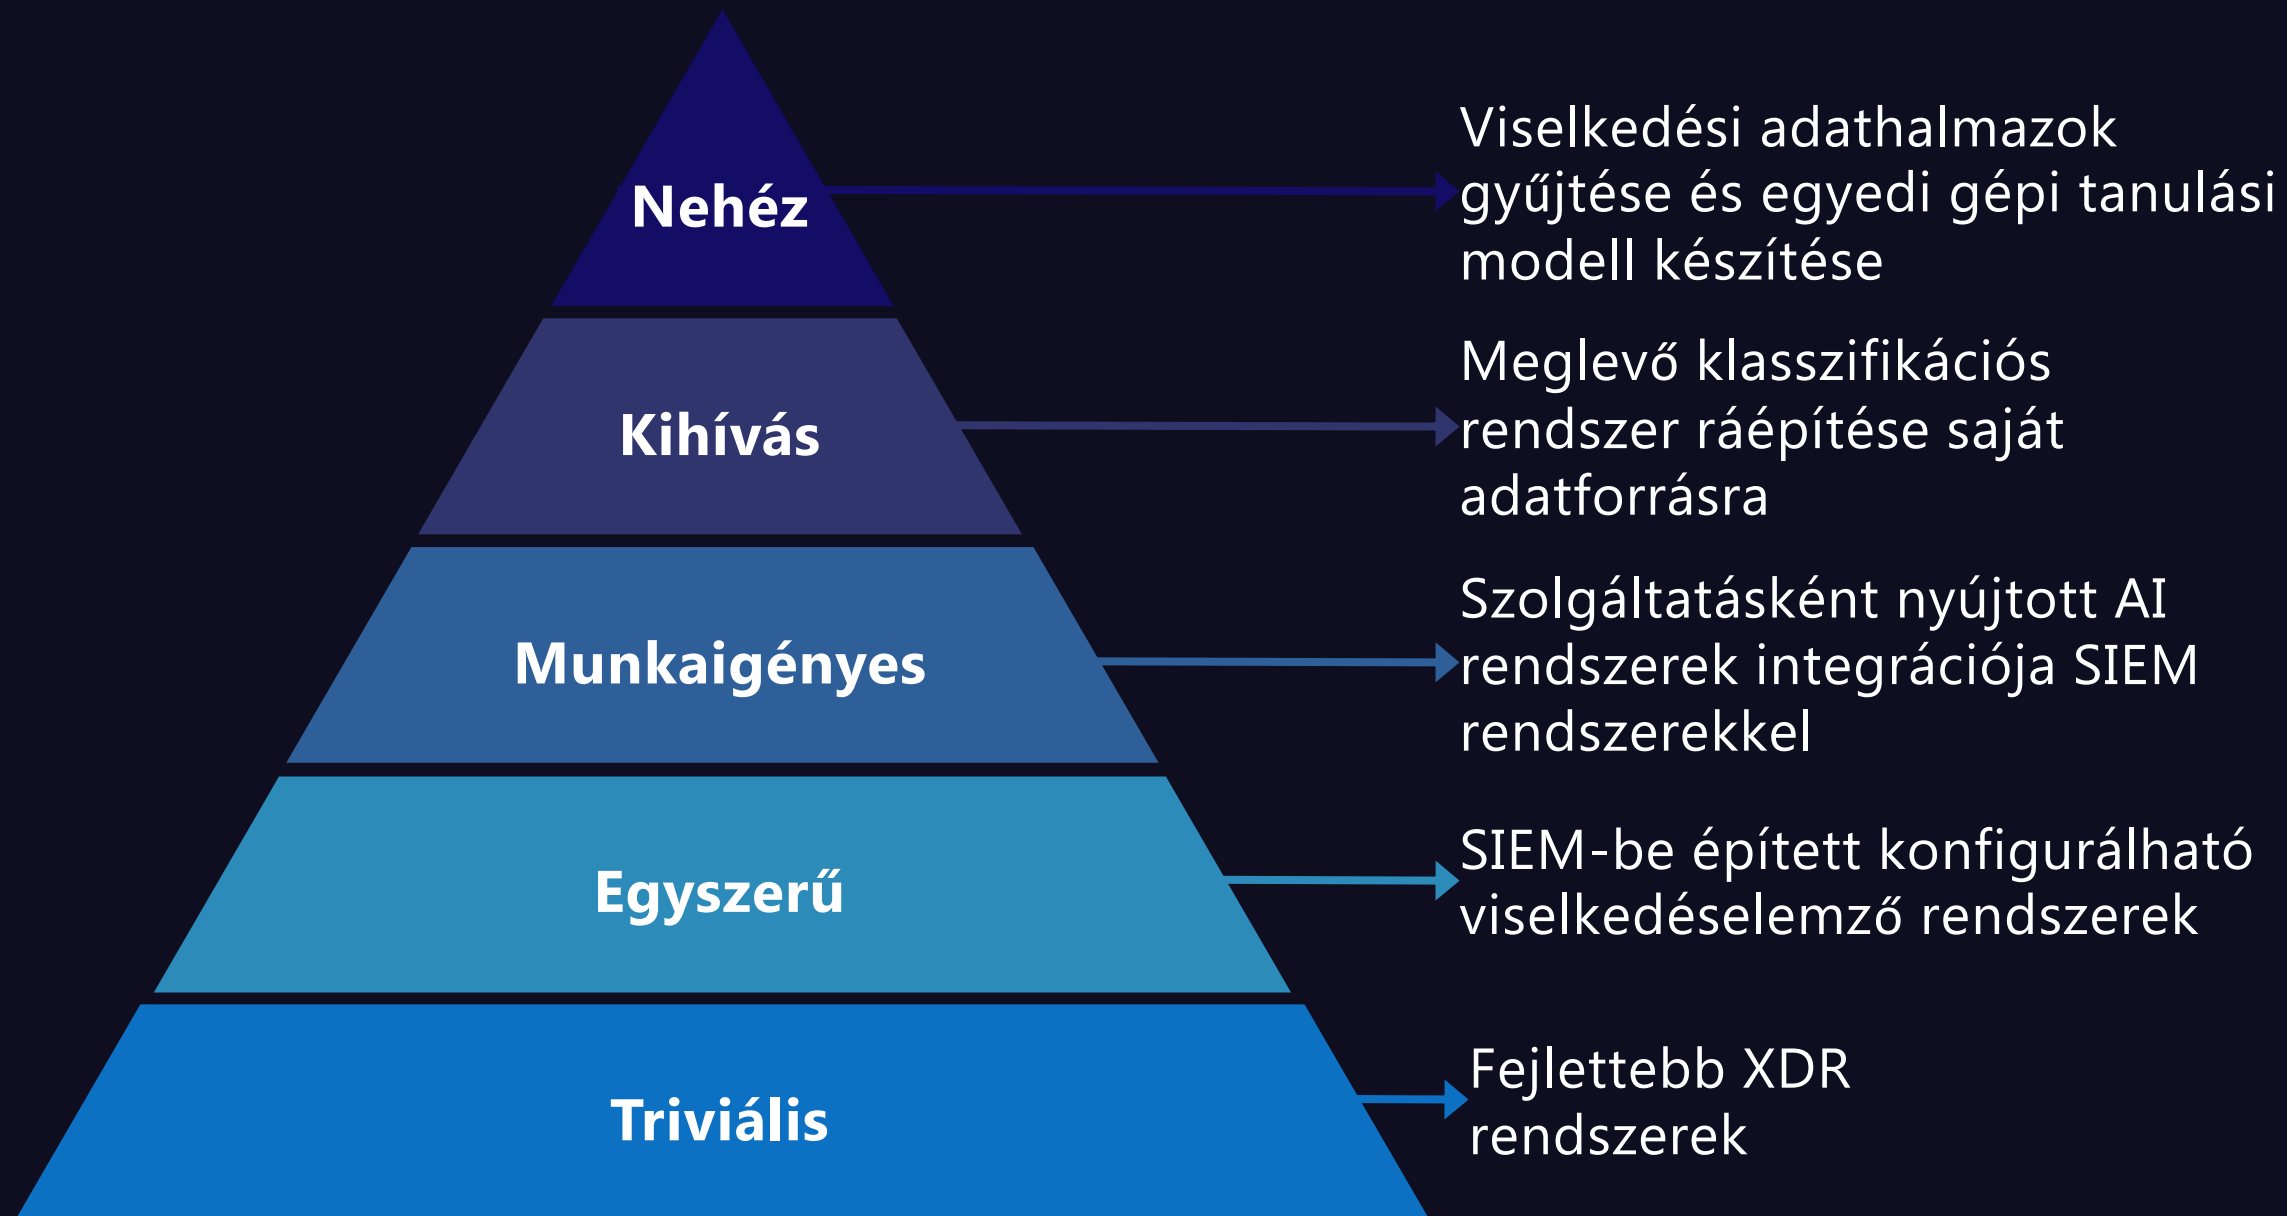 Nehéz
Viselkedési adathalmazok
gyűjtése és egyedi gépi tanulási
modell készítése
Kihívás
Meglevő klasszifikációs
rendszer ráépítése saját
adatforrásra
Munkaigényes
Szolgáltatásként nyújtott AI
rendszerek integrációja SIEM
rendszerekkel
Egyszerű
SIEM-be épített konfigurálható
viselkedéselemző rendszerek
Triviális
Fejlettebb XDR
rendszerek